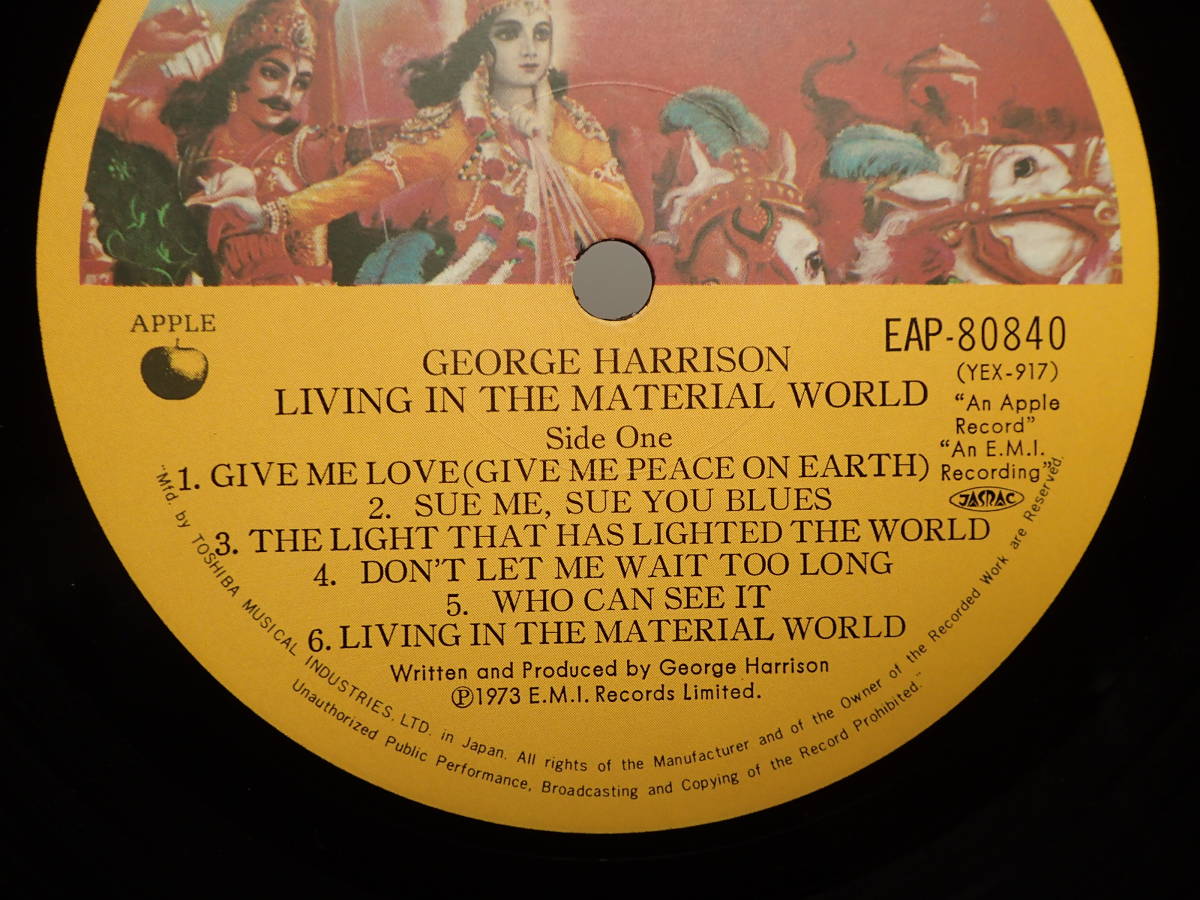 APPLE
EAP-80840
(YEX-917)
GEORGE HARRISON
LIVING IN THE MATERIAL WORLD
"An Apple
Record"
"An E.M.I.
Recording"
JASRAC
Side One
1. GIVE ME LOVE (GIVE ME PEACE ON EARTH)
2. SUE ME, SUE YOU BLUES
3. THE LIGHT THAT HAS LIGHTED THE WORLD
4. DON'T LET ME WAIT TOO LONG
5. WHO CAN SEE IT
6. LIVING IN THE MATERIAL WORLD
Written and Produced by George Harrison
Ⓟ1973 E.M.I. Records Limited.
"Mfd. by TOSHIBA MUSICAL INDUSTRIES, LTD. in Japan. All rights of the Manufacturer and of the Owner of the Recorded Work are Reserved.
Unauthorized Public Performance, Broadcasting and Copying of the Record Prohibited."